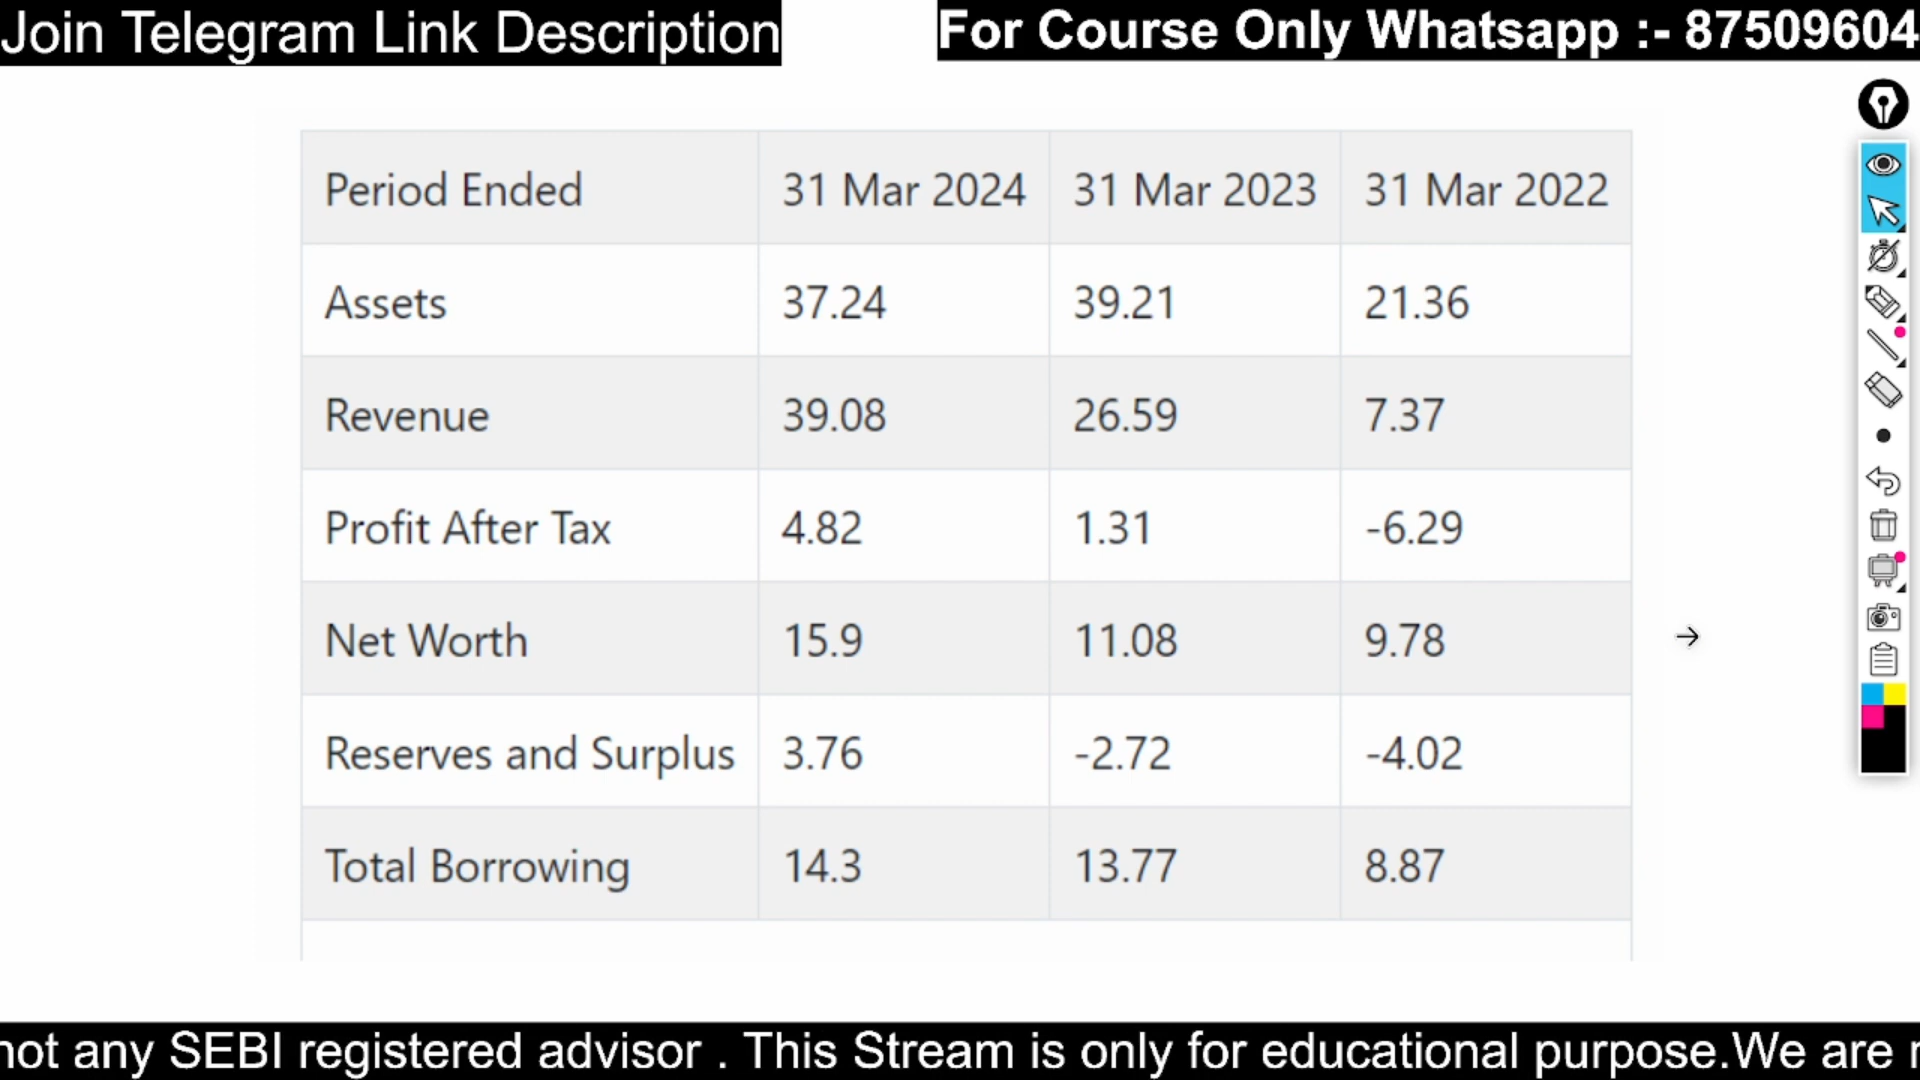 Join Telegram Link Description
For Course Only Whatsapp :- 87509604
Period Ended 31 Mar 2024 31 Mar 2023 31 Mar 2022
Assets 37.24 39.21 21.36
Revenue 39.08 26.59 7.37
Profit After Tax 4.82 1.31 -6.29
Net Worth 15.9 11.08 9.78
Reserves and Surplus 3.76 -2.72 -4.02
Total Borrowing 14.3 13.77 8.87
not any SEBI registered advisor . This Stream is only for educational purpose.We are